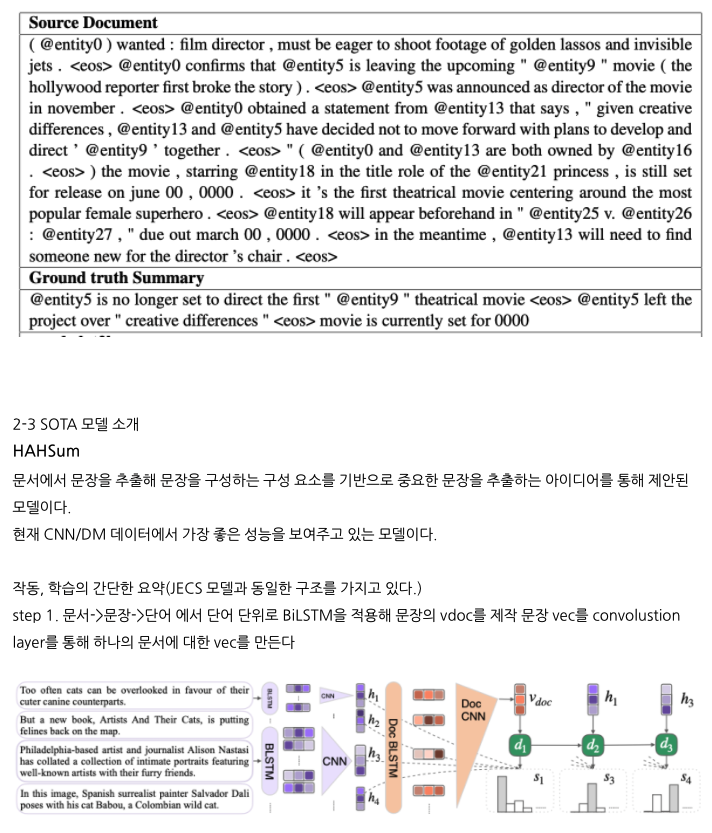 Source Document
( @entity0 ) wanted : film director , must be eager to shoot footage of golden lassos and invisible
jets . <eos> @entity0 confirms that @entity5 is leaving the upcoming " @entity9 " movie ( the
hollywood reporter first broke the story ) . <eos> @entity5 was announced as director of the movie
in november . <eos> @entity0 obtained a statement from @entity13 that says , " given creative
differences , @entity13 and @entity5 have decided not to move forward with plans to develop and
direct ’ @entity9 ’ together . <eos> " ( @entity0 and @entity13 are both owned by @entity16
. <eos> ) the movie , starring @entity18 in the title role of the @entity21 princess , is still set
for release on june 00 , 0000 . <eos> it ’s the first theatrical movie centering around the most
popular female superhero . <eos> @entity18 will appear beforehand in " @entity25 v. @entity26
: @entity27 , " due out march 00 , 0000 . <eos> in the meantime , @entity13 will need to find
someone new for the director ’s chair . <eos>
Ground truth Summary
@entity5 is no longer set to direct the first " @entity9 " theatrical movie <eos> @entity5 left the
project over " creative differences " <eos> movie is currently set for 0000
2-3 SOTA 모델 소개
HAHSum
문서에서 문장을 추출해 문장을 구성하는 구성 요소를 기반으로 중요한 문장을 추출하는 아이디어를 통해 제안된
모델이다.
현재 CNN/DM 데이터에서 가장 좋은 성능을 보여주고 있는 모델이다.
작동, 학습의 간단한 요약(JECS 모델과 동일한 구조를 가지고 있다.)
step 1. 문서->문장->단어 에서 단어 단위로 BiLSTM을 적용해 문장의 vdoc를 제작 문장 vec를 convolustion
layer를 통해 하나의 문서에 대한 vec를 만든다
Too often cats can be overlooked in favour of their
cuter canine counterparts.
But a new book, Artists And Their Cats, is putting
felines back on the map.
Philadelphia-based artist and journalist Alison Nastasi
has collated a collection of intimate portraits featuring
well-known artists with their furry friends.
In this image, Spanish surrealist painter Salvador Dali
poses with his cat Babou, a Colombian wild cat.
BLSTM
BLSTM
CNN
CNN
h1
h2
h3
h4
Doc BLSTM
Doc
CNN
vdoc
h1
h3
d1
d2
d3
s1
s3
s4